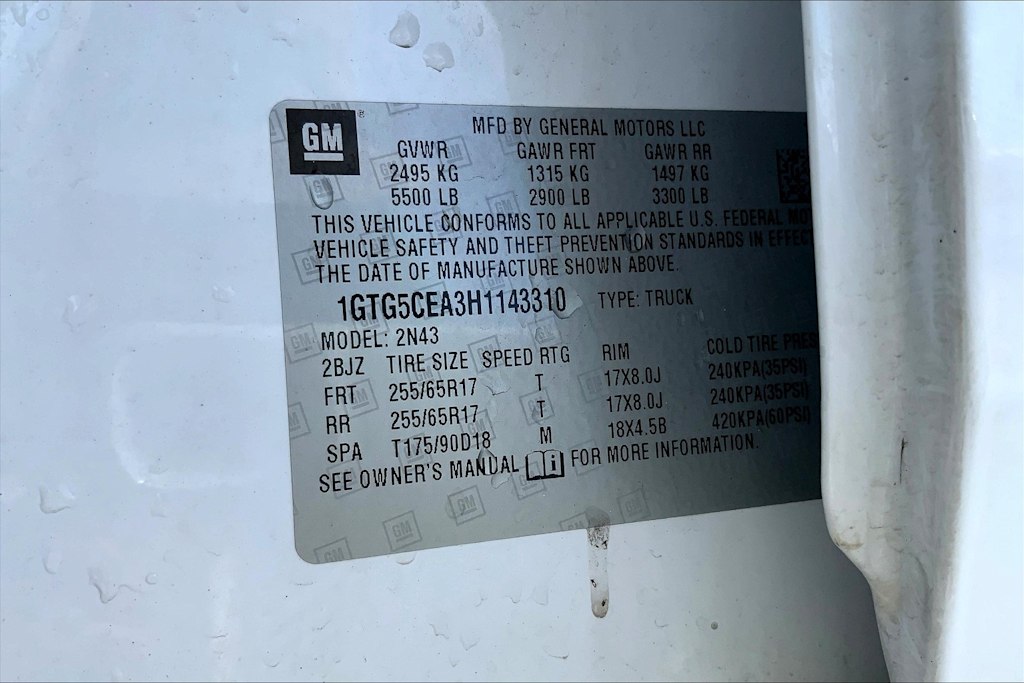 GM
MFD BY GENERAL MOTORS LLC
GVWR GAWR FRT GAWR RR
2495 KG 1315 KG 1497 KG
5500 LB 2900 LB 3300 LB
THIS VEHICLE CONFORMS TO ALL APPLICABLE U.S. FEDERAL MO
VEHICLE SAFETY AND THEFT PREVENTION STANDARDS IN EFFECT
THE DATE OF MANUFACTURE SHOWN ABOVE.
1GTG5CEA3H1143310 TYPE: TRUCK
MODEL: 2N43
2BJZ TIRE SIZE SPEED RTG RIM COLD TIRE PRES
FRT 255/65R17 T 17X8.0J 240KPA(35PSI)
RR 255/65R17 T 17X8.0J 240KPA(35PSI)
SPA T175/90D18 M 18X4.5B 420KPA(60PSI)
SEE OWNER'S MANUAL i FOR MORE INFORMATION.